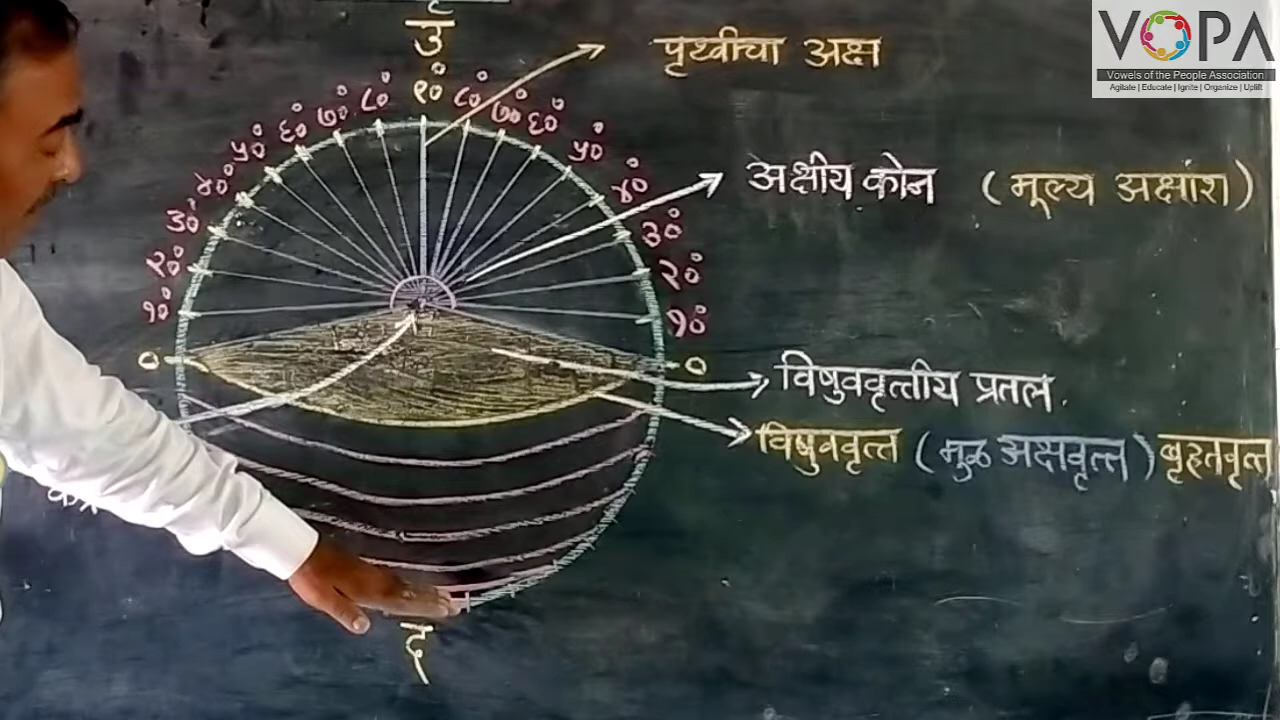 VOPA
Vowels of the People Association
Agitate | Educate | Ignite | Organize | Uplift
उ
पृथ्वीचा अक्ष
९०°
८०° ८०°
७०° ७०°
६०° ६०°
५०° ५०°
४०° ४०°
अक्षीय कोन (मूल्य अक्षांश)
३०° ३०°
२०° २०°
१०° १०°
० ०
विषुववृत्तीय प्रतल
विषुववृत्त (मुळ अक्षवृत्त) बृहतवृत्त
द